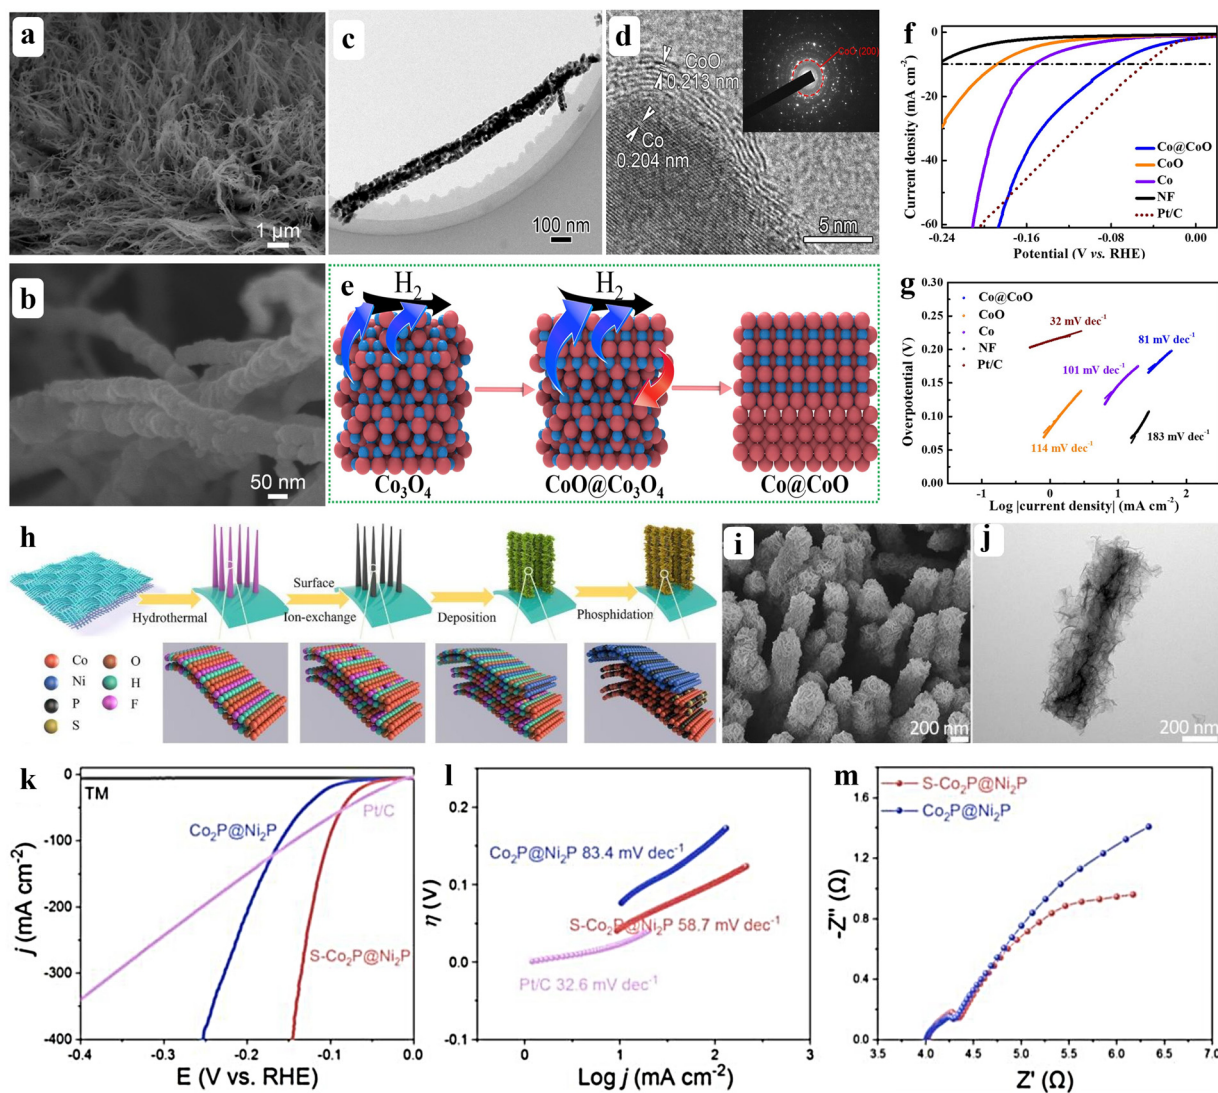 a
1 μm
b
50 nm
c
100 nm
d
CoO
0.213 nm
Co
0.204 nm
CoO (200)
5 nm
e
H₂
H₂
Co₃O₄
CoO@Co₃O₄
Co@CoO
f
Current density (mA cm⁻²)
0
-20
-40
-60
Co@CoO
CoO
Co
NF
Pt/C
-0.24
-0.16
-0.08
0.00
Potential (V vs. RHE)
g
Overpotential (V)
0.30
0.25
0.20
0.15
0.10
0.05
0.00
Co@CoO
CoO
Co
NF
Pt/C
32 mV dec⁻¹
81 mV dec⁻¹
101 mV dec⁻¹
114 mV dec⁻¹
183 mV dec⁻¹
-1
0
1
2
Log |current density| (mA cm⁻²)
h
Hydrothermal
Surface
Ion-exchange
Deposition
Phosphidation
Co
O
Ni
H
P
F
S
i
200 nm
j
200 nm
k
j (mA cm⁻²)
0
-100
-200
-300
-400
TM
Pt/C
Co₂P@Ni₂P
S-Co₂P@Ni₂P
-0.4
-0.3
-0.2
-0.1
0.0
E (V vs. RHE)
l
η (V)
0.2
0.1
0.0
-0.1
Co₂P@Ni₂P 83.4 mV dec⁻¹
S-Co₂P@Ni₂P 58.7 mV dec⁻¹
Pt/C 32.6 mV dec⁻¹
0
1
2
3
Log j (mA cm⁻²)
m
-Z'' (Ω)
-2.0
-1.6
-1.2
-0.8
-0.4
0.0
S-Co₂P@Ni₂P
Co₂P@Ni₂P
3.5
4.0
4.5
5.0
5.5
6.0
6.5
7.0
Z' (Ω)